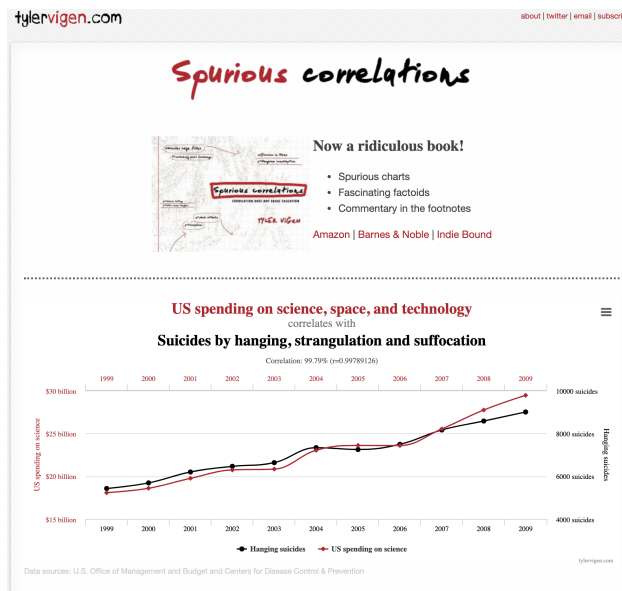 tylervigen.com
about | twitter | email | subscri
Spurious correlations
Spurious correlations
CORRELATION DOES NOT EQUAL CAUSATION
TYLER VIGEN
Now a ridiculous book!
• Spurious charts
• Fascinating factoids
• Commentary in the footnotes
Amazon | Barnes & Noble | Indie Bound
US spending on science, space, and technology
correlates with
Suicides by hanging, strangulation and suffocation
Correlation: 99.79% (r=0.99789126)
1999 2000 2001 2002 2003 2004 2005 2006 2007 2008 2009
$30 billion 10000 suicides
$25 billion 8000 suicides
$20 billion 6000 suicides
$15 billion 4000 suicides
US spending on science
Hanging suicides
1999 2000 2001 2002 2003 2004 2005 2006 2007 2008 2009
Hanging suicides US spending on science
tylervigen.com
Data sources: U.S. Office of Management and Budget and Centers for Disease Control & Prevention